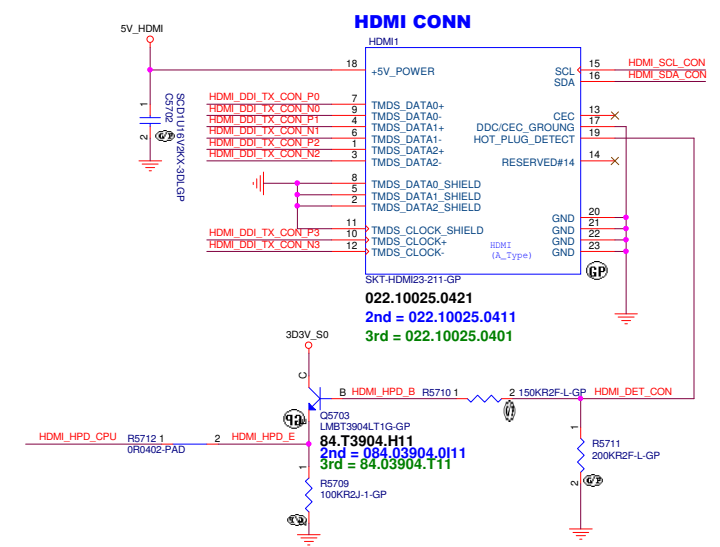 HDMI CONN
5V_HDMI
HDMI1
18
+5V_POWER
SCL
15
HDMI_SCL_CON
SDA
16
HDMI_SDA_CON
1
2
C5702
SCD1U16V2KX-3DLGP
GP
HDMI_DDI_TX_CON_P0
7
TMDS_DATA0+
HDMI_DDI_TX_CON_N0
9
TMDS_DATA0-
HDMI_DDI_TX_CON_P1
4
TMDS_DATA1+
HDMI_DDI_TX_CON_N1
6
TMDS_DATA1-
HDMI_DDI_TX_CON_P2
1
TMDS_DATA2+
HDMI_DDI_TX_CON_N2
3
TMDS_DATA2-
CEC
13
DDC/CEC_GROUNG
17
HOT_PLUG_DETECT
19
RESERVED#14
14
8
TMDS_DATA0_SHIELD
5
TMDS_DATA1_SHIELD
2
TMDS_DATA2_SHIELD
11
TMDS_CLOCK_SHIELD
HDMI_DDI_TX_CON_P3
10
TMDS_CLOCK+
HDMI_DDI_TX_CON_N3
12
TMDS_CLOCK-
GND
20
GND
21
GND
22
GND
23
HDMI
(A_Type)
GP
SKT-HDMI23-211-GP
022.10025.0421
2nd = 022.10025.0411
3rd = 022.10025.0401
3D3V_S0
C
B
HDMI_HPD_B
R5710
1
2
150KR2F-L-GP
HDMI_DET_CON
GP
Q5703
LMBT3904LT1G-GP
84.T3904.H11
2nd = 084.03904.0I11
3rd = 84.03904.T11
HDMI_HPD_CPU
R5712
1
2
HDMI_HPD_E
0R0402-PAD
1
R5709
100KR2J-1-GP
1
R5711
200KR2F-L-GP
2
GP